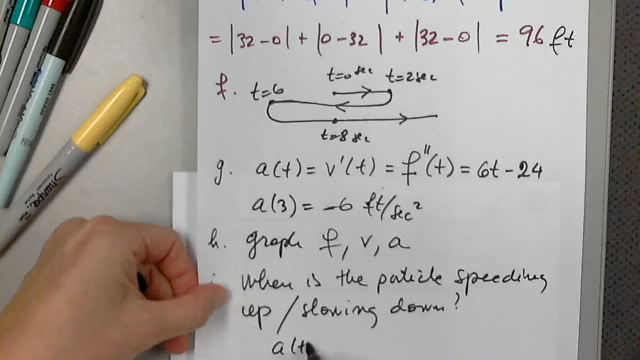 = |32-0| + |0-32| + |32-0| = 96 ft
f. t=6 t=0 sec t=2 sec
t=8 sec
g. a(t) = v'(t) = f''(t) = 6t - 24
a(3) = -6 ft/sec²
h. graph f, v, a
When is the particle speeding
up / slowing down?
a(t